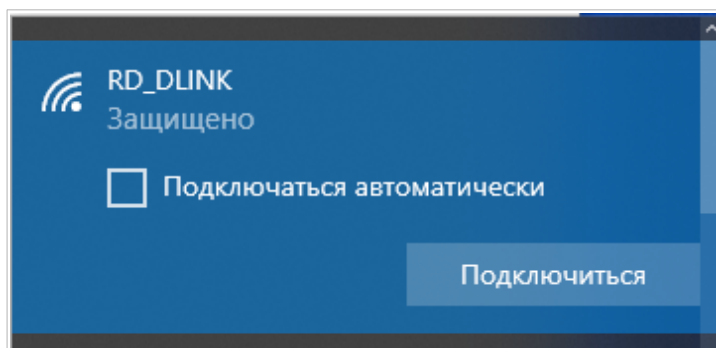 RD_DLINK
Защищено
Подключаться автоматически
Подключиться